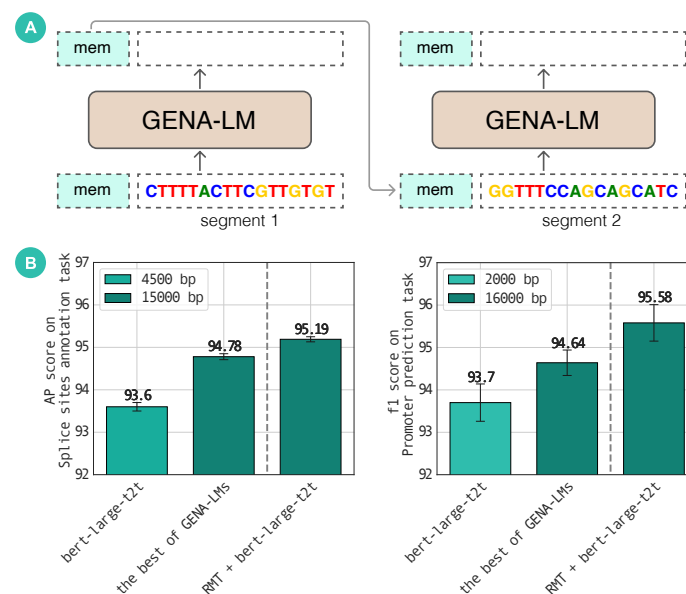 A
mem
mem
GENA-LM
GENA-LM
mem
CTTTTACTTCGTTGTGT
mem
GGTTTCCAGCAGCATC
segment 1
segment 2
B
AP score on
Splice sites annotation task
97
96
95
94
93
92
4500 bp
15000 bp
93.6
94.78
95.19
bert-large-t2t
the best of GENA-LMs
RMT + bert-large-t2t
f1 score on
Promoter prediction task
97
96
95
94
93
92
2000 bp
16000 bp
93.7
94.64
95.58
bert-large-t2t
the best of GENA-LMs
RMT + bert-large-t2t